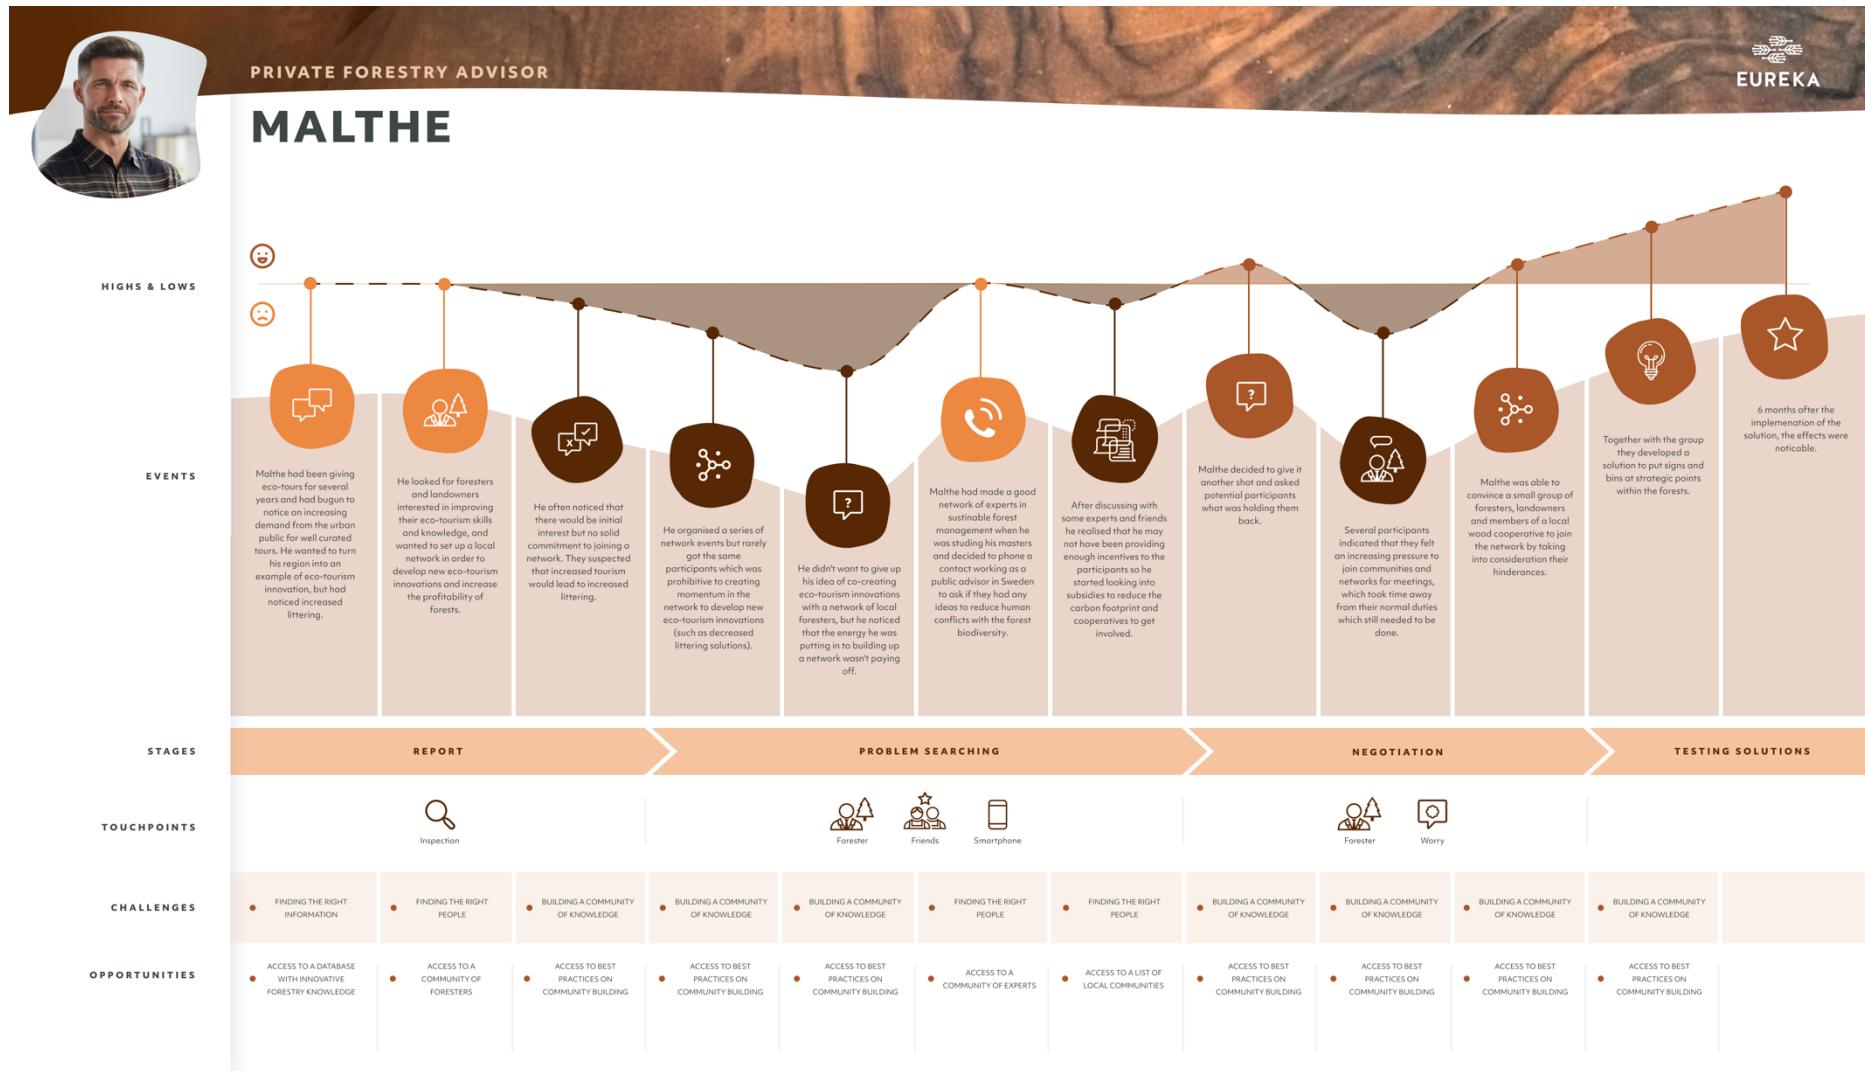 PRIVATE FORESTRY ADVISOR
MALTHE
EUREKA
HIGHS & LOWS
EVENTS
Malthe had been giving
eco-tours for several
years and had bugun to
notice an increasing
demand from the urban
public for well curated
tours. He wanted to turn
his region into an
example of eco-tourism
innovation, but had
noticed increased
littering.
He looked for foresters
and landowners
interested in improving
their eco-tourism skills
and knowledge, and
wanted to set up a local
network in order to
develop new eco-tourism
innovations and increase
the profitability of
forests.
He often noticed that
there would be initial
interest but no solid
commitment to joining a
network. They suspected
that increased tourism
would lead to increased
littering.
He organised a series of
network events but rarely
got the same
participants which was
prohibitive to creating
momentum in the
network to develop new
eco-tourism innovations
(such as decreased
littering solutions).
?
He didn't want to give up
his idea of co-creating
eco-tourism innovations
with a network of local
foresters, but he noticed
that the energy he was
putting in to building up
a network wasn't paying
off.
Malthe had made a good
network of experts in
sustinable forest
management when he
was studing his masters
and decided to phone a
contact working as a
public advisor in Sweden
to ask if they had any
ideas to reduce human
conflicts with the forest
biodiversity.
After discussing with
some experts and friends
he realised that he may
not have been providing
enough incentives to the
participants so he
started looking into
subsidies to reduce the
carbon footprint and
cooperatives to get
involved.
?
Malthe decided to give it
another shot and asked
potential participants
what was holding them
back.
Several participants
indicated that they felt
an increasing pressure to
join communities and
networks for meetings,
which took time away
from their normal duties
which still needed to be
done.
Malthe was able to
convince a small group of
foresters, landowners
and members of a local
wood cooperative to join
the network by taking
into consideration their
hinderances.
Together with the group
they developed a
solution to put signs and
bins at strategic points
within the forests.
6 months after the
implemenation of the
solution, the effects were
noticable.
STAGES
REPORT
PROBLEM SEARCHING
NEGOTIATION
TESTING SOLUTIONS
TOUCHPOINTS
Inspection
Forester
Friends
Smartphone
Forester
Worry
CHALLENGES
FINDING THE RIGHT
INFORMATION
FINDING THE RIGHT
PEOPLE
BUILDING A COMMUNITY
OF KNOWLEDGE
BUILDING A COMMUNITY
OF KNOWLEDGE
BUILDING A COMMUNITY
OF KNOWLEDGE
FINDING THE RIGHT
PEOPLE
FINDING THE RIGHT
PEOPLE
BUILDING A COMMUNITY
OF KNOWLEDGE
BUILDING A COMMUNITY
OF KNOWLEDGE
BUILDING A COMMUNITY
OF KNOWLEDGE
BUILDING A COMMUNITY
OF KNOWLEDGE
OPPORTUNITIES
ACCESS TO A DATABASE
WITH INNOVATIVE
FORESTRY KNOWLEDGE
ACCESS TO A
COMMUNITY OF
FORESTERS
ACCESS TO BEST
PRACTICES ON
COMMUNITY BUILDING
ACCESS TO BEST
PRACTICES ON
COMMUNITY BUILDING
ACCESS TO BEST
PRACTICES ON
COMMUNITY BUILDING
ACCESS TO A
COMMUNITY OF EXPERTS
ACCESS TO A LIST OF
LOCAL COMMUNITIES
ACCESS TO BEST
PRACTICES ON
COMMUNITY BUILDING
ACCESS TO BEST
PRACTICES ON
COMMUNITY BUILDING
ACCESS TO BEST
PRACTICES ON
COMMUNITY BUILDING
ACCESS TO BEST
PRACTICES ON
COMMUNITY BUILDING